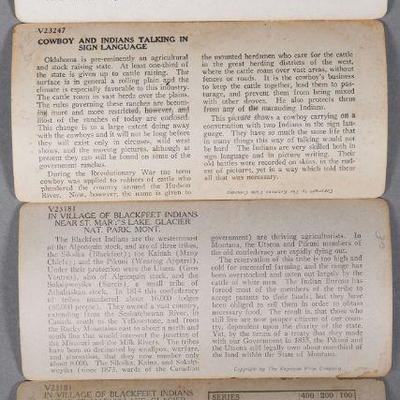 V23247
COWBOY AND INDIANS TALKING IN
SIGN LANGUAGE
Oklahoma is pre-eminently an agricultural
and stock raising state. At least one-third of
the state is given up to cattle raising. The
surface is in general a rolling plain and the
climate is especially favorable to this industry.
The cattle roam in vast herds over the plains.
The rules governing these ranches are becom-
ing more and more restricted, however, and
most of the ranches of today are enclosed.
This change is to a large extent doing away
with the cowboys and it will not be long before
they will exist only in circuses, wild west
shows, and the moving pictures, although at
present they can still be found on some of the
government ranches.
During the Revolutionary War the term
cowboy was applied to robbers of cattle who
plundered the country around the Hudson
River. Now, however, it is applied to
the mounted herdsmen who care for the cattle
in the great herding districts of the west,
where the cattle roam over vast areas, without
fences or roads. It is the cowboy's business
to keep the cattle together, lead them to pas-
turage, and prevent them from being mixed
with other droves. He also protects them
from any of the marauding Indians.
This picture shows a cowboy carrying on a
conversation with two Indians in the sign lan-
guage. They have so much the same life that
in many things this way of talking would not
be hard. The Indians are very skilled both in
sign language and in picture writing. Their
old battles were recorded on skins, in the rud-
est of pictures, yet in a way which told them
all that was necessary.
Copyright by The Keystone View Company
V23181
IN VILLAGE OF BLACKFEET INDIANS
NEAR ST. MARY'S LAKE, GLACIER
NAT. PARK, MONT.
The Blackfeet Indians are the westernmost
of the Algonquin stock, and are of three tribes,
the Siksika (Blackfeet); the Kainah (Many
Chiefs); and the Pikuni (Wearing Apparel).
Under their protection were the Utsena (Gros
Ventres), also of Algonquin stock, and the
Sokapwoyiks (Sarcee), a small tribe of
Athabaskan stock. In 1814 this confederacy
of tribes numbered about 16,000 lodges
They owned a vast country,
extending from the Saskatchewan River, in
Canada, south to the Yellowstone, and from
the Rocky Mountains east to about a north and
south line that would intersect the junction of
the Missouri and the Milk Rivers. The tribes
have been so decimated by smallpox, warfare,
and starvation, that they now number only
about 7,000. The Siksika, Kaina, and
(since 1873, wards of the Canadian
government) are thriving agriculturists. In
Montana, the Utsena and Pikuni members of
the old confederacy are rapidly dying out.
The reservation of this tribe is too high and
cold for successful farming, and the range has
been overstocked and eaten out largely by the
cattle of white men. The Indian Bureau has
forced most of the members of the tribe to
accept patents to their lands, but they have
been obliged to sell them in order to obtain
necessary food. The result is that those who
still live are now penniless citizens of our coun-
try, dependent upon the charity of the state.
Yet, by the terms of a treaty that they made
with our Government in 1855, the Pikuni and
the Utsena still legally own about one-third of
the land within the State of Montana.
Copyright by the Keystone View Company
V23181
IN VILLAGE OF BLACKFEET INDIANS
SERIES 400 200 100